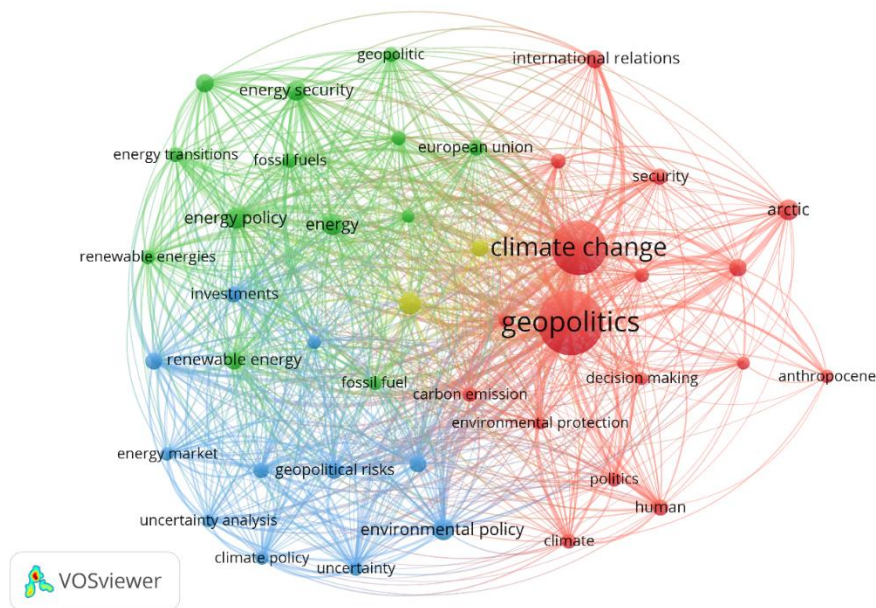 geopolitic
international relations
energy security
european union
energy transitions
fossil fuels
security
arctic
energy policy
energy
climate change
renewable energies
investments
geopolitics
renewable energy
fossil fuel
decision making
anthropocene
carbon emission
environmental protection
energy market
geopolitical risks
politics
human
uncertainty analysis
environmental policy
climate
climate policy
uncertainty
VOSviewer